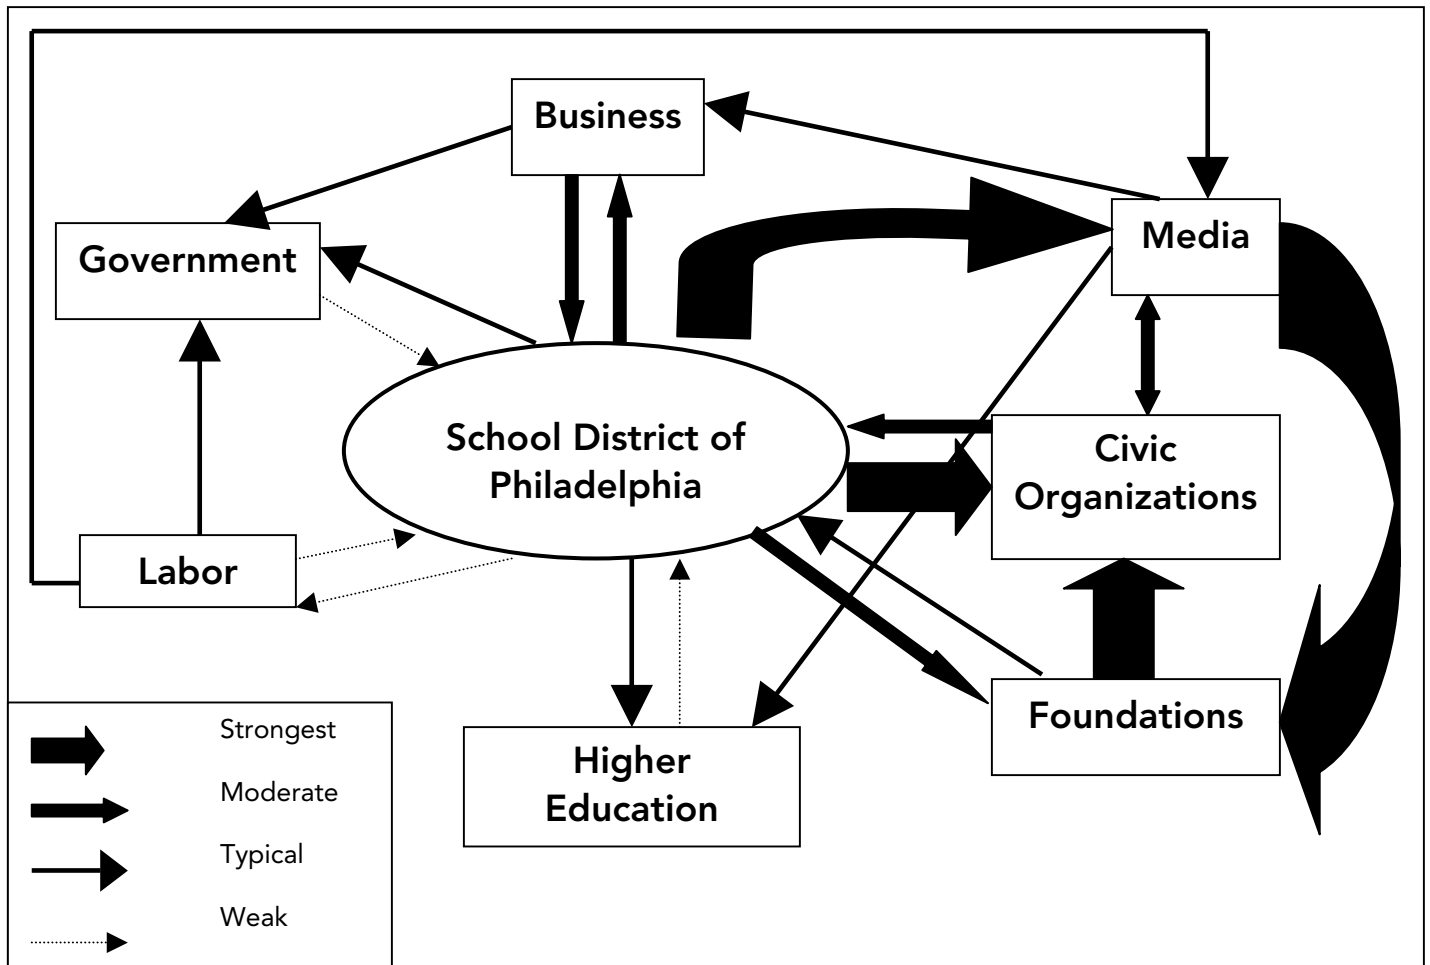 Business
Media
Government
School District of
Philadelphia
Civic
Organizations
Labor
Foundations
Higher
Education
Strongest
Moderate
Typical
Weak